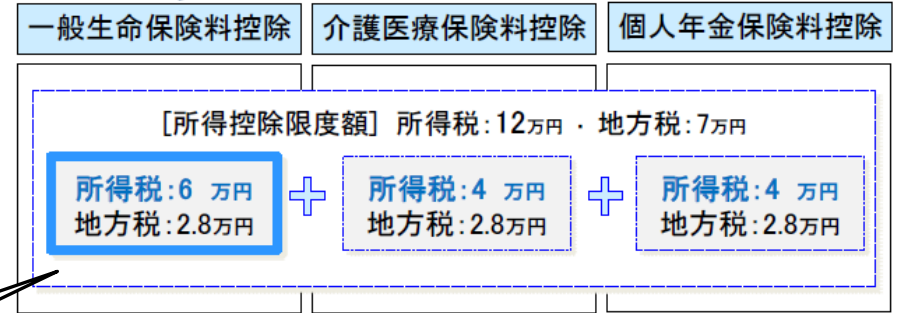 一般生命保険料控除
介護医療保険料控除
個人年金保険料控除
[所得控除限度額] 所得税:12万円 ・ 地方税:7万円
所得税:6 万円
地方税:2.8万円
所得税:4 万円
地方税:2.8万円
所得税:4 万円
地方税:2.8万円